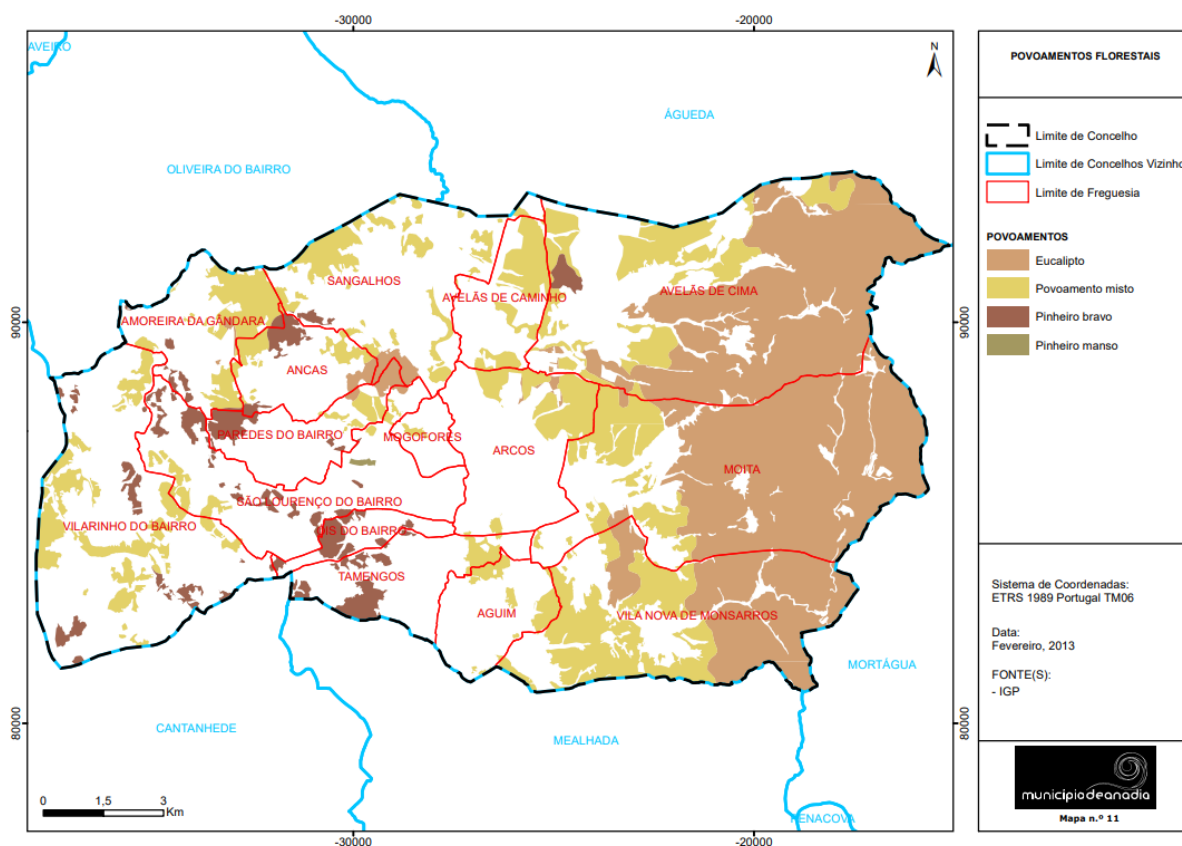 -30000
-20000
AVEIRO
N
ÁGUEDA
OLIVEIRA DO BAIRRO
SANGALHOS
AVELÃS DE CAMINHO
AVELÃS DE CIMA
AMOREIRA DA GÂNDARA
90000
90000
ANCAS
PAREDES DO BAIRRO
MOGOFORES
ARCOS
MOITA
SÃO LOURENÇO DO BAIRRO
VILARINHO DO BAIRRO
OIS DO BAIRRO
TAMENGOS
AGUIM
VILA NOVA DE MONSARROS
MORTÁGUA
80000
80000
CANTANHEDE
MEALHADA
PENACOVA
0 1,5 3
Km
-30000
-20000
POVOAMENTOS FLORESTAIS
Limite de Concelho
Limite de Concelhos Vizinho
Limite de Freguesia
POVOAMENTOS
Eucalipto
Povoamento misto
Pinheiro bravo
Pinheiro manso
Sistema de Coordenadas:
ETRS 1989 Portugal TM06
Data:
Fevereiro, 2013
FONTE(S):
- IGP
municípiodeanadia
Mapa n.º 11